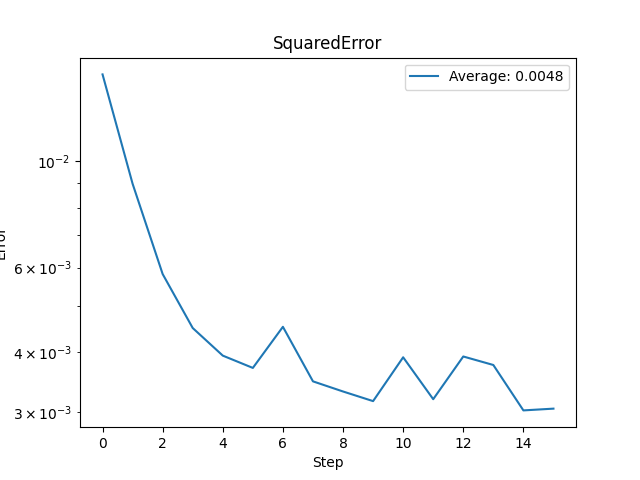 SquaredError
Average: 0.0048
10⁻²
6 × 10⁻³
4 × 10⁻³
3 × 10⁻³
Error
0 2 4 6 8 10 12 14
Step